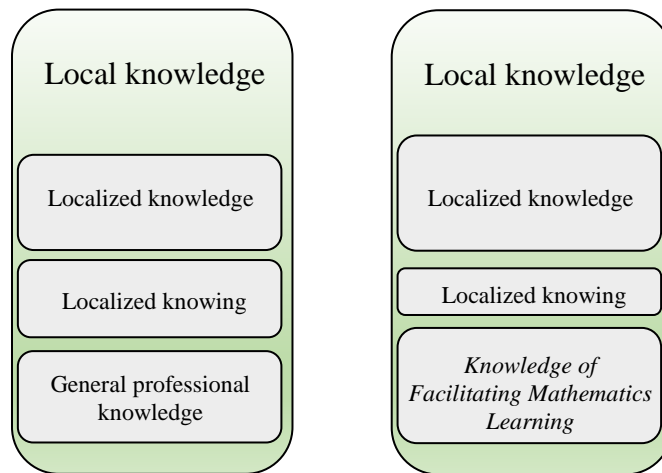 Local knowledge
Localized knowledge
Localized knowing
General professional
knowledge
Local knowledge
Localized knowledge
Localized knowing
Knowledge of
Facilitating Mathematics
Learning